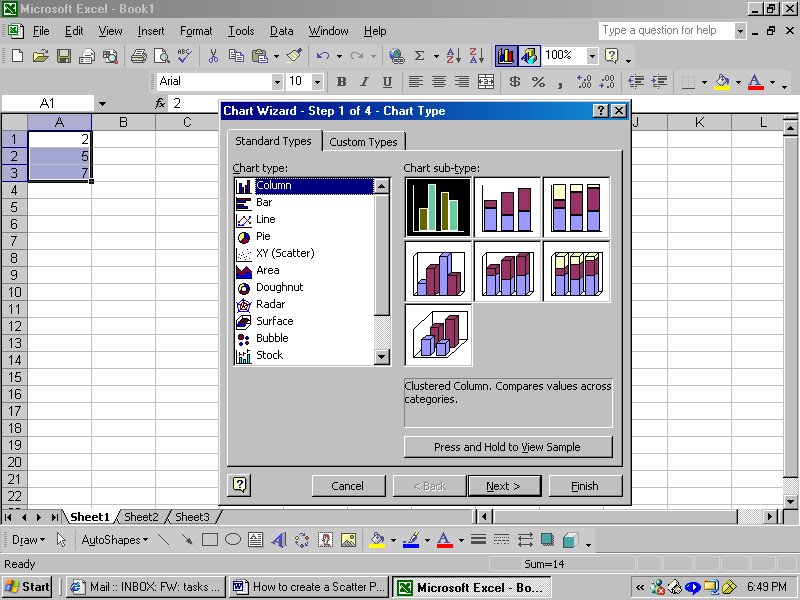 Microsoft Excel - Book1
File Edit View Insert Format Tools Data Window Help Type a question for help
100%
Arial 10 B I U $ % ,
A1 fx 2
A B C J K L
Chart Wizard - Step 1 of 4 - Chart Type
Standard Types Custom Types
Chart type: Chart sub-type:
Column
Bar
Line
Pie
XY (Scatter)
Area
Doughnut
Radar
Surface
Bubble
Stock
Clustered Column. Compares values across
categories.
Press and Hold to View Sample
Cancel < Back Next > Finish
1 2
2 5
3 7
4
5
6
7
8
9
10
11
12
13
14
15
16
17
18
19
20
21
22
Sheet1 Sheet2 Sheet3
Draw AutoShapes
Ready Sum=14
Start Mail :: INBOX: FW: tasks ... How to create a Scatter P... Microsoft Excel - Bo... « 6:49 PM